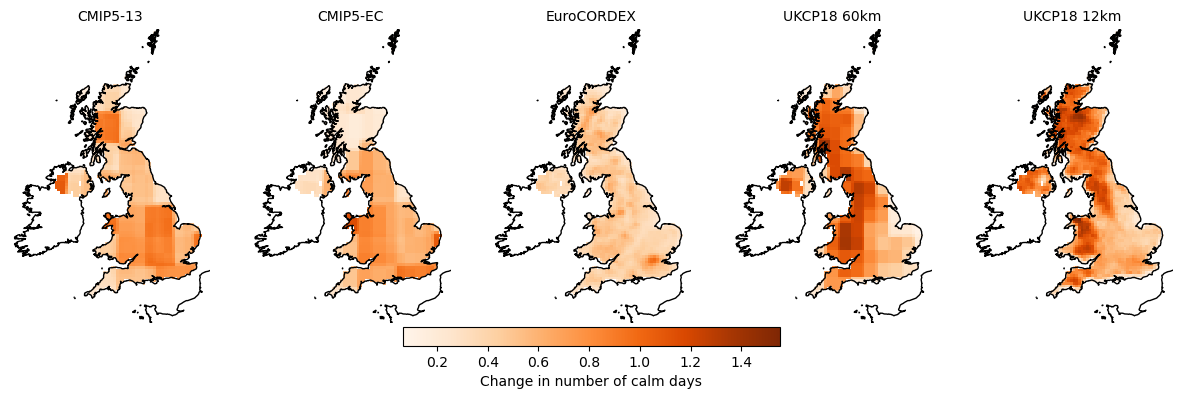 CMIP5-13 CMIP5-EC EuroCORDEX UKCP18 60km UKCP18 12km
0.2 0.4 0.6 0.8 1.0 1.2 1.4
Change in number of calm days